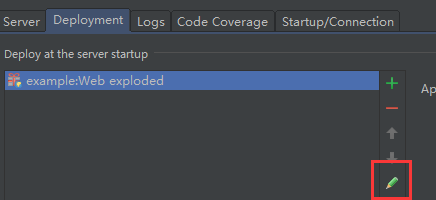 Server Deployment Logs Code Coverage Startup/Connection
Deploy at the server startup
example:Web exploded
Ap